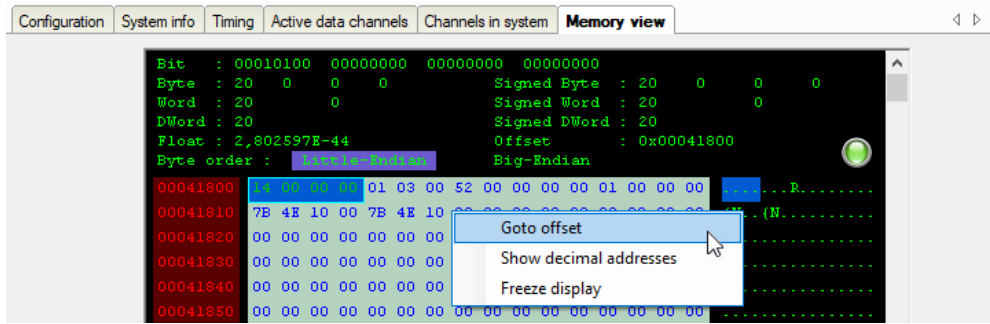 Configuration System info Timing Active data channels Channels in system Memory view
Bit : 00010100 00000000 00000000 00000000
Byte : 20 0 0 0 Signed Byte : 20 0 0 0
Word : 20 0 Signed Word : 20 0
DWord : 20 Signed DWord : 20
Float : 2,802597E-44 Offset : 0x00041800
Byte order : Little-Endian Big-Endian
00041800 14 00 00 00 01 03 00 52 00 00 00 00 01 00 00 00 .......R........
00041810 7B 4E 10 00 7B 4E 10 {N..{N..........
Goto offset
00041820 00 00 00 00 00 00 00
Show decimal addresses
00041830 00 00 00 00 00 00 00
Freeze display
00041840 00 00 00 00 00 00 00
00041850 00 00 00 00 00 00 00 00 00 00 00 00 00 00 00 00 ................